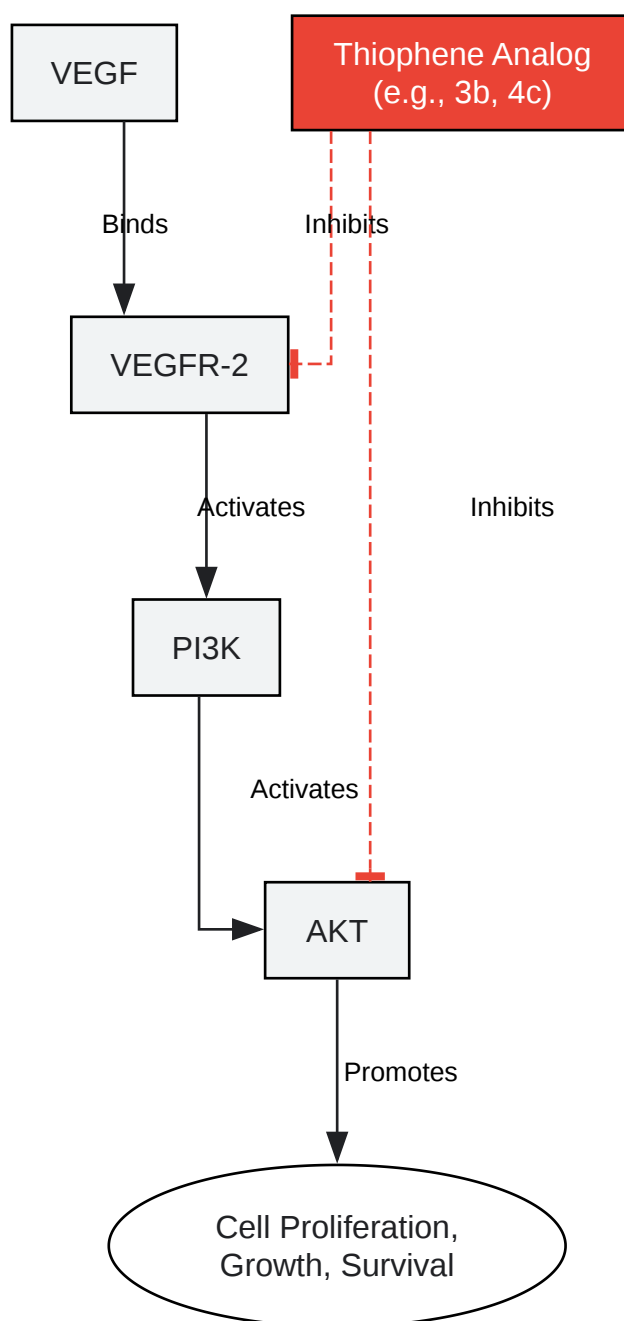 VEGF
Thiophene Analog
(e.g., 3b, 4c)
Binds
Inhibits
VEGFR-2
Activates
Inhibits
PI3K
Activates
AKT
Promotes
Cell Proliferation,
Growth, Survival